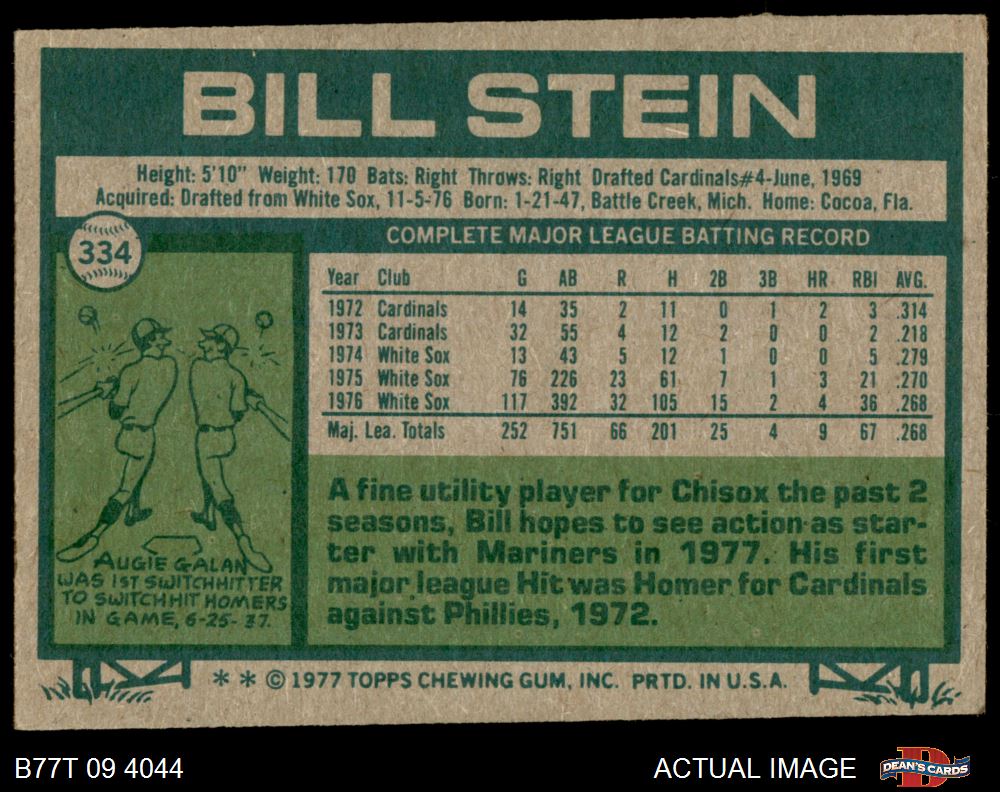 BILL STEIN
Height: 5'10" Weight: 170 Bats: Right Throws: Right Drafted Cardinals#4-June, 1969
Acquired: Drafted from White Sox, 11-5-76 Born: 1-21-47, Battle Creek, Mich. Home: Cocoa, Fla.
334
COMPLETE MAJOR LEAGUE BATTING RECORD
Year Club G AB R H 2B 3B HR RBI AVG.
1972 Cardinals 14 35 2 11 0 1 2 3 .314
1973 Cardinals 32 55 4 12 2 0 0 2 .218
1974 White Sox 13 43 5 12 1 0 0 5 .279
1975 White Sox 76 226 23 61 7 1 3 21 .270
1976 White Sox 117 392 32 105 15 2 4 36 .268
Maj. Lea. Totals 252 751 66 201 25 4 9 67 .268
AUGIE GALAN
WAS 1ST SWITCHHITTER
TO SWITCHHIT HOMERS
IN GAME, 6-25-37.
A fine utility player for Chisox the past 2
seasons, Bill hopes to see action as star-
ter with Mariners in 1977. His first
major league Hit was Homer for Cardinals
against Phillies, 1972.
* * © 1977 TOPPS CHEWING GUM, INC. PRTD. IN U.S.A.
B77T 09 4044
ACTUAL IMAGE
D
DEAN'S CARDS